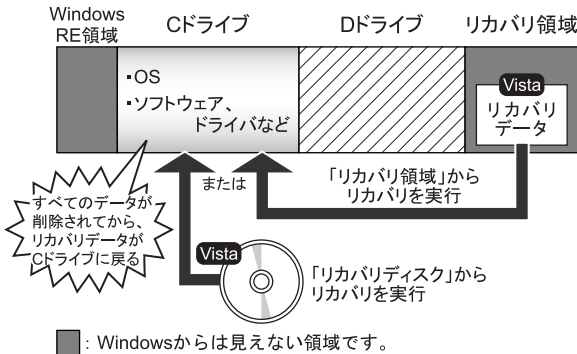 Windows
RE領域
Cドライブ
Dドライブ
リカバリ領域
・OS
・ソフトウェア、
ドライバなど
Vista
リカバリ
データ
または
「リカバリ領域」から
リカバリを実行
すべてのデータが
削除されてから、
リカバリデータが
Cドライブに戻る
Vista
「リカバリディスク」から
リカバリを実行
：Windowsからは見えない領域です。